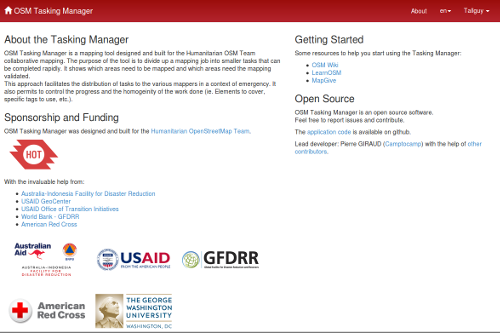 OSM Tasking Manager
About
en
Tallguy
About the Tasking Manager
OSM Tasking Manager is a mapping tool designed and built for the Humanitarian OSM Team
collaborative mapping. The purpose of the tool is to divide up a mapping job into smaller tasks that can
be completed rapidly. It shows which areas need to be mapped and which areas need the mapping
validated.
This approach facilitates the distribution of tasks to the various mappers in a context of emergency. It
also permits to control the progress and the homogeinity of the work done (ie. Elements to cover,
specific tags to use, etc.).
Sponsorship and Funding
OSM Tasking Manager was designed and built for the Humanitarian OpenStreetMap Team.
HOT
With the invaluable help from:
Australia-Indonesia Facility for Disaster Reduction
USAID GeoCenter
USAID Office of Transition Initiatives
World Bank - GFDRR
American Red Cross
Australian
Aid
AUSTRALIA-INDONESIA
FACILITY FOR
DISASTER REDUCTION
USAID
FROM THE AMERICAN PEOPLE
GFDRR
American
Red Cross
THE GEORGE
WASHINGTON
UNIVERSITY
WASHINGTON, DC
Getting Started
Some resources to help you start using the Tasking Manager:
OSM Wiki
LearnOSM
MapGive
Open Source
OSM Tasking Manager is an open source software.
Feel free to report issues and contribute.
The application code is available on github.
Lead developer: Pierre GIRAUD (Camptocamp) with the help of other
contributors.